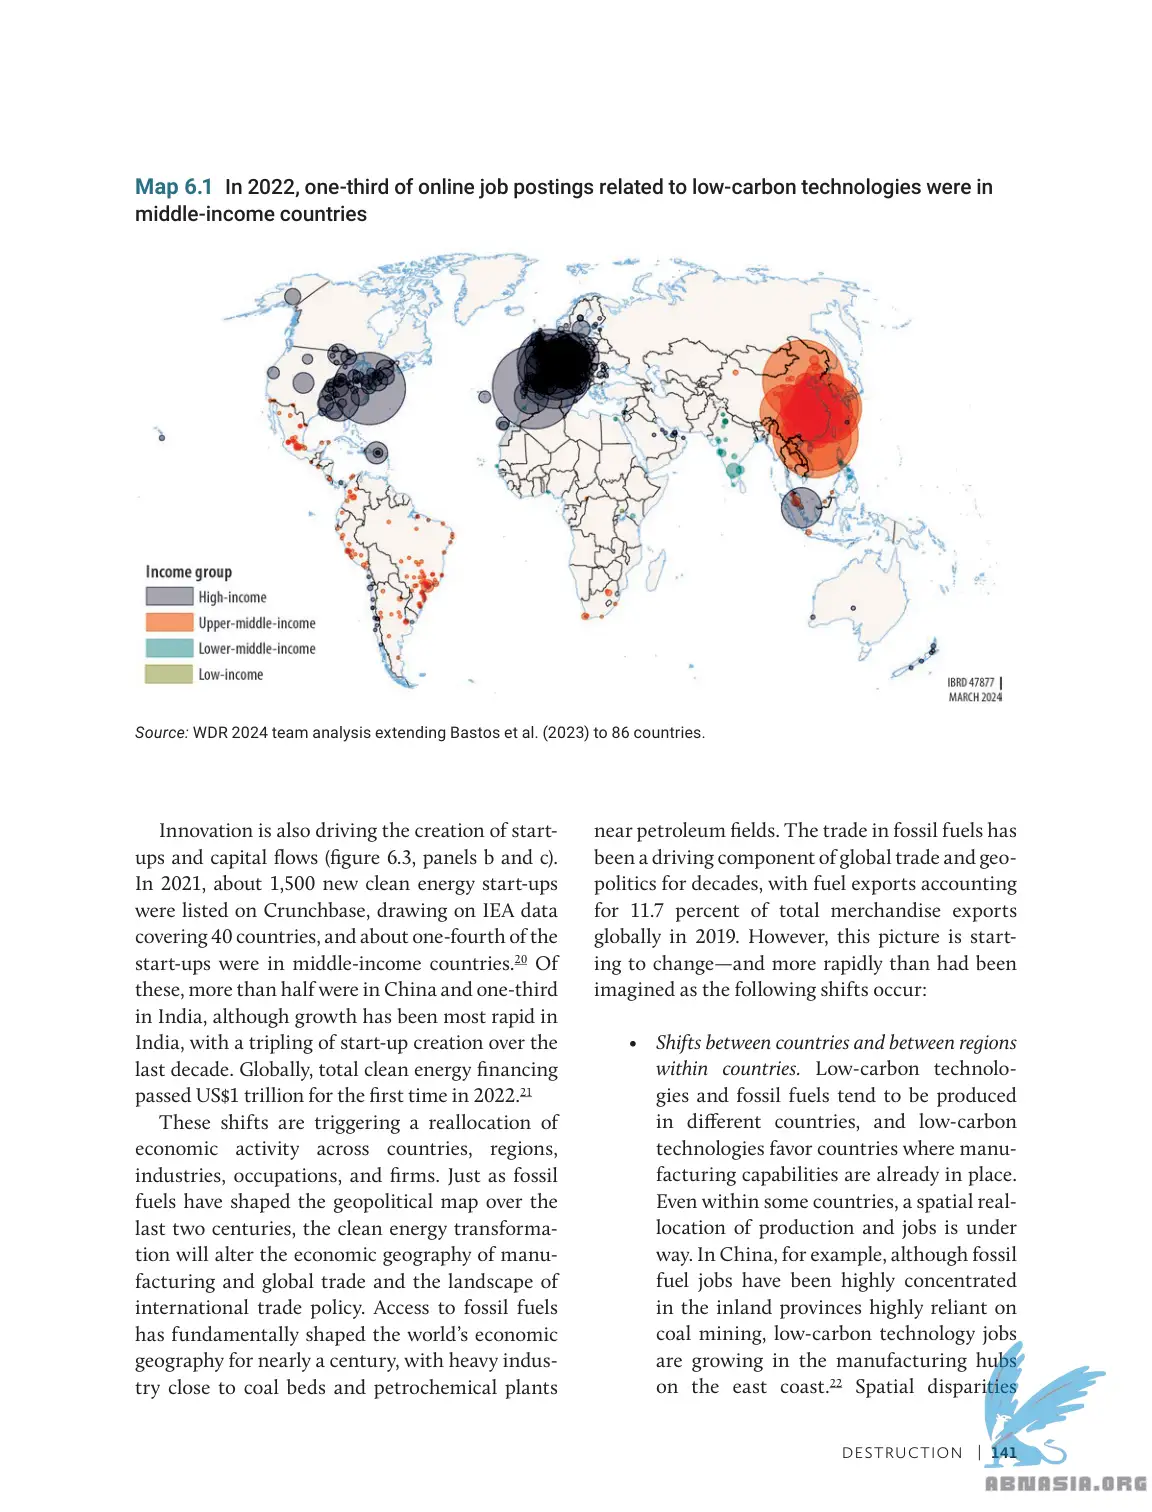 Map 6.1 In 2022, one-third of online job postings related to low-carbon technologies were in
middle-income countries
Income group
High-income
Upper-middle-income
Lower-middle-income
Low-income
IBRD 47877 |
MARCH 2024
Source: WDR 2024 team analysis extending Bastos et al. (2023) to 86 countries.
Innovation is also driving the creation of start-
ups and capital flows (figure 6.3, panels b and c).
In 2021, about 1,500 new clean energy start-ups
were listed on Crunchbase, drawing on IEA data
covering 40 countries, and about one-fourth of the
start-ups were in middle-income countries.20 Of
these, more than half were in China and one-third
in India, although growth has been most rapid in
India, with a tripling of start-up creation over the
last decade. Globally, total clean energy financing
passed US$1 trillion for the first time in 2022.21
These shifts are triggering a reallocation of
economic activity across countries, regions,
industries, occupations, and firms. Just as fossil
fuels have shaped the geopolitical map over the
last two centuries, the clean energy transforma-
tion will alter the economic geography of manu-
facturing and global trade and the landscape of
international trade policy. Access to fossil fuels
has fundamentally shaped the world's economic
geography for nearly a century, with heavy indus-
try close to coal beds and petrochemical plants
near petroleum fields. The trade in fossil fuels has
been a driving component of global trade and geo-
politics for decades, with fuel exports accounting
for 11.7 percent of total merchandise exports
globally in 2019. However, this picture is start-
ing to change—and more rapidly than had been
imagined as the following shifts occur:
• Shifts between countries and between regions
within countries. Low-carbon technolo-
gies and fossil fuels tend to be produced
in different countries, and low-carbon
technologies favor countries where manu-
facturing capabilities are already in place.
Even within some countries, a spatial real-
location of production and jobs is under
way. In China, for example, although fossil
fuel jobs have been highly concentrated
in the inland provinces highly reliant on
coal mining, low-carbon technology jobs
are growing in the manufacturing hubs
on the east coast.22 Spatial disparities
DESTRUCTION | 141
ABNASIA.ORG